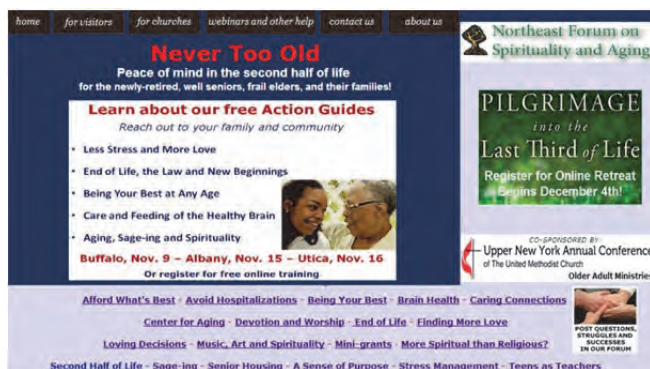 home for visitors for churches webinars and other help contact us about us
Never Too Old
Peace of mind in the second half of life
for the newly-retired, well seniors, frail elders, and their families!
Learn about our free Action Guides
Reach out to your family and community
• Less Stress and More Love
• End of Life, the Law and New Beginnings
• Being Your Best at Any Age
• Care and Feeding of the Healthy Brain
• Aging, Sage-ing and Spirituality
Buffalo, Nov. 9 – Albany, Nov. 15 – Utica, Nov. 16
Or register for free online training
Northeast Forum on
Spirituality and Aging
PILGRIMAGE
into the
Last Third of Life
Register for Online Retreat
Begins December 4th!
CO-SPONSORED BY
Upper New York Annual Conference
of The United Methodist Church
Older Adult Ministries
Afford What's Best - Avoid Hospitalizations - Being Your Best - Brain Health - Caring Connections
Center for Aging - Devotion and Worship - End of Life - Finding More Love
Loving Decisions - Music, Art and Spirituality - Mini-grants - More Spiritual than Religious?
Second Half of Life - Sage-ing - Senior Housing - A Sense of Purpose - Stress Management - Teens as Teachers
POST QUESTIONS,
STRUGGLES AND
SUCCESSES
IN OUR FORUM